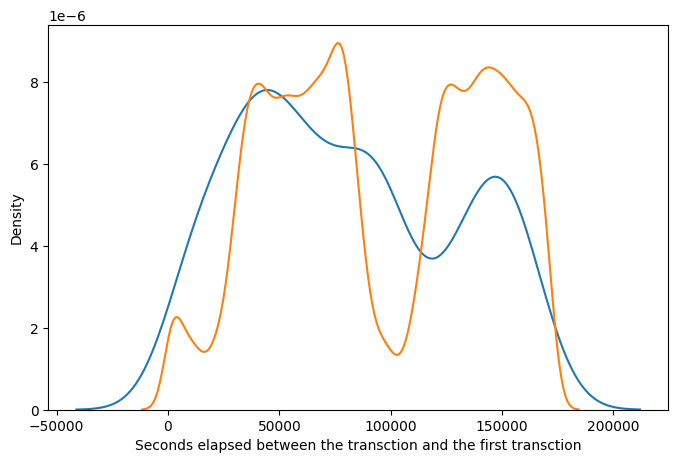 1e−6
8
6
4
2
0
Density
−50000 0 50000 100000 150000 200000
Seconds elapsed between the transction and the first transction